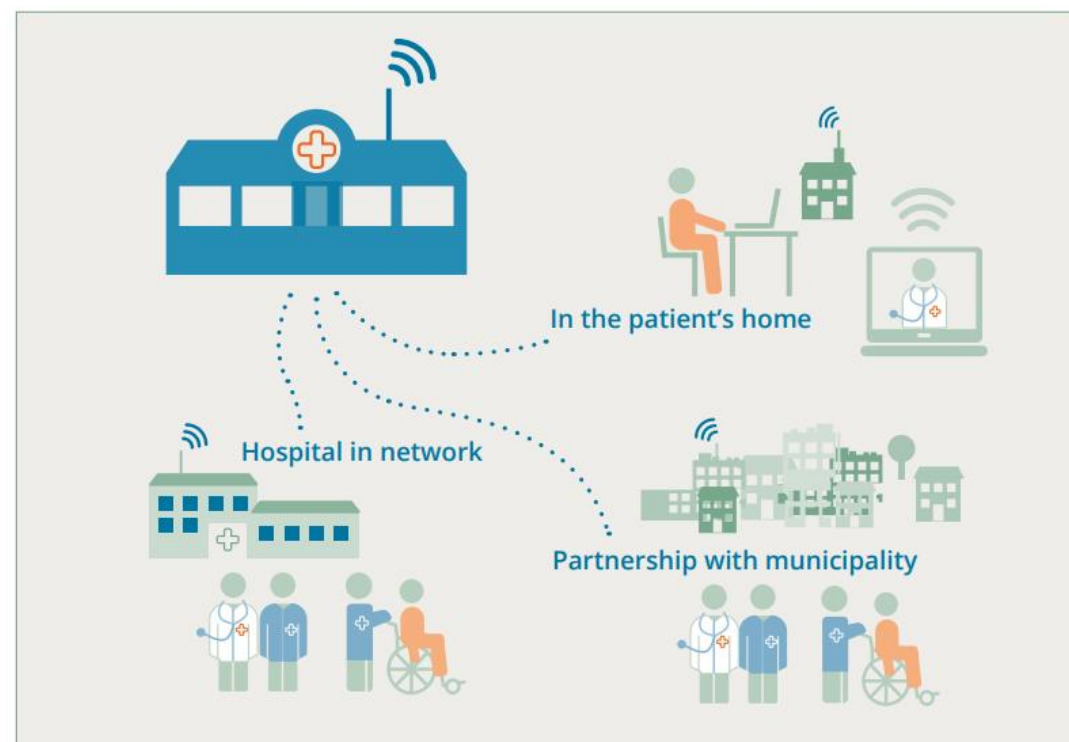 In the patient's home
Hospital in network
Partnership with municipality